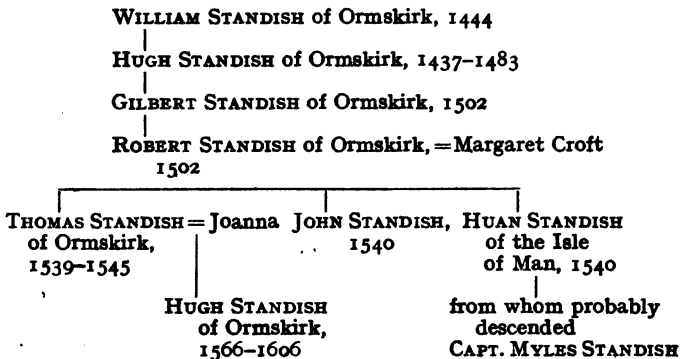 WILLIAM STANDISH of Ormskirk, 1444
HUGH STANDISH of Ormskirk, 1437–1483
GILBERT STANDISH of Ormskirk, 1502
ROBERT STANDISH of Ormskirk, = Margaret Croft
1502
THOMAS STANDISH = Joanna
of Ormskirk,
1539–1545
JOHN STANDISH,
1540
HUAN STANDISH
of the Isle
of Man, 1540
HUGH STANDISH
of Ormskirk,
1566–1606
from whom probably
descended
CAPT. MYLES STANDISH